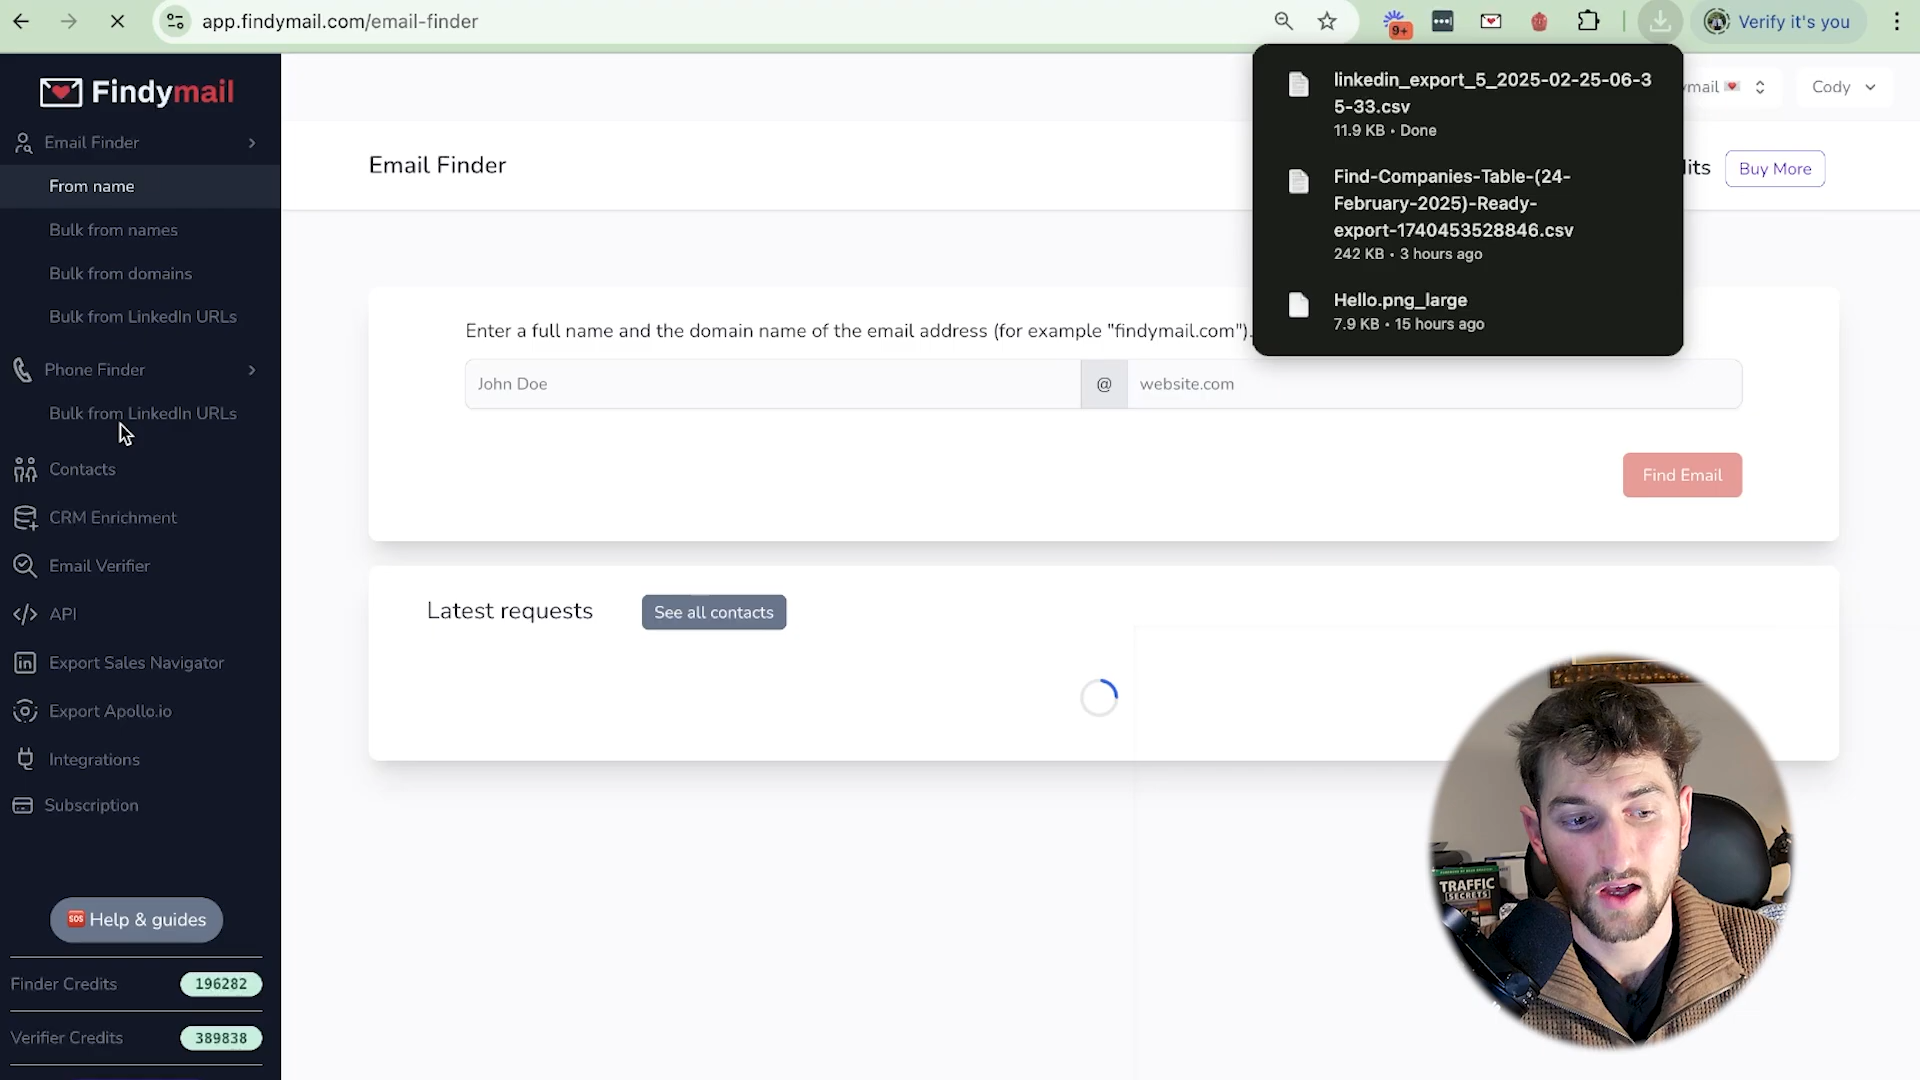 app.findymail.com/email-finder
9+
Verify it's you
Findymail
Email Finder
From name
Bulk from names
Bulk from domains
Bulk from LinkedIn URLs
Phone Finder
Bulk from LinkedIn URLs
Contacts
CRM Enrichment
Email Verifier
API
Export Sales Navigator
Export Apollo.io
Integrations
Subscription
SOS Help & guides
Finder Credits 196282
Verifier Credits 389838
Cody
Email Finder
Buy More
linkedin_export_5_2025-02-25-06-3
5-33.csv
11.9 KB • Done
Find-Companies-Table-(24-
February-2025)-Ready-
export-1740453528846.csv
242 KB • 3 hours ago
Hello.png_large
7.9 KB • 15 hours ago
Enter a full name and the domain name of the email address (for example "findymail.com").
John Doe @ website.com
Find Email
Latest requests
See all contacts
TRAFFIC
SECRETS